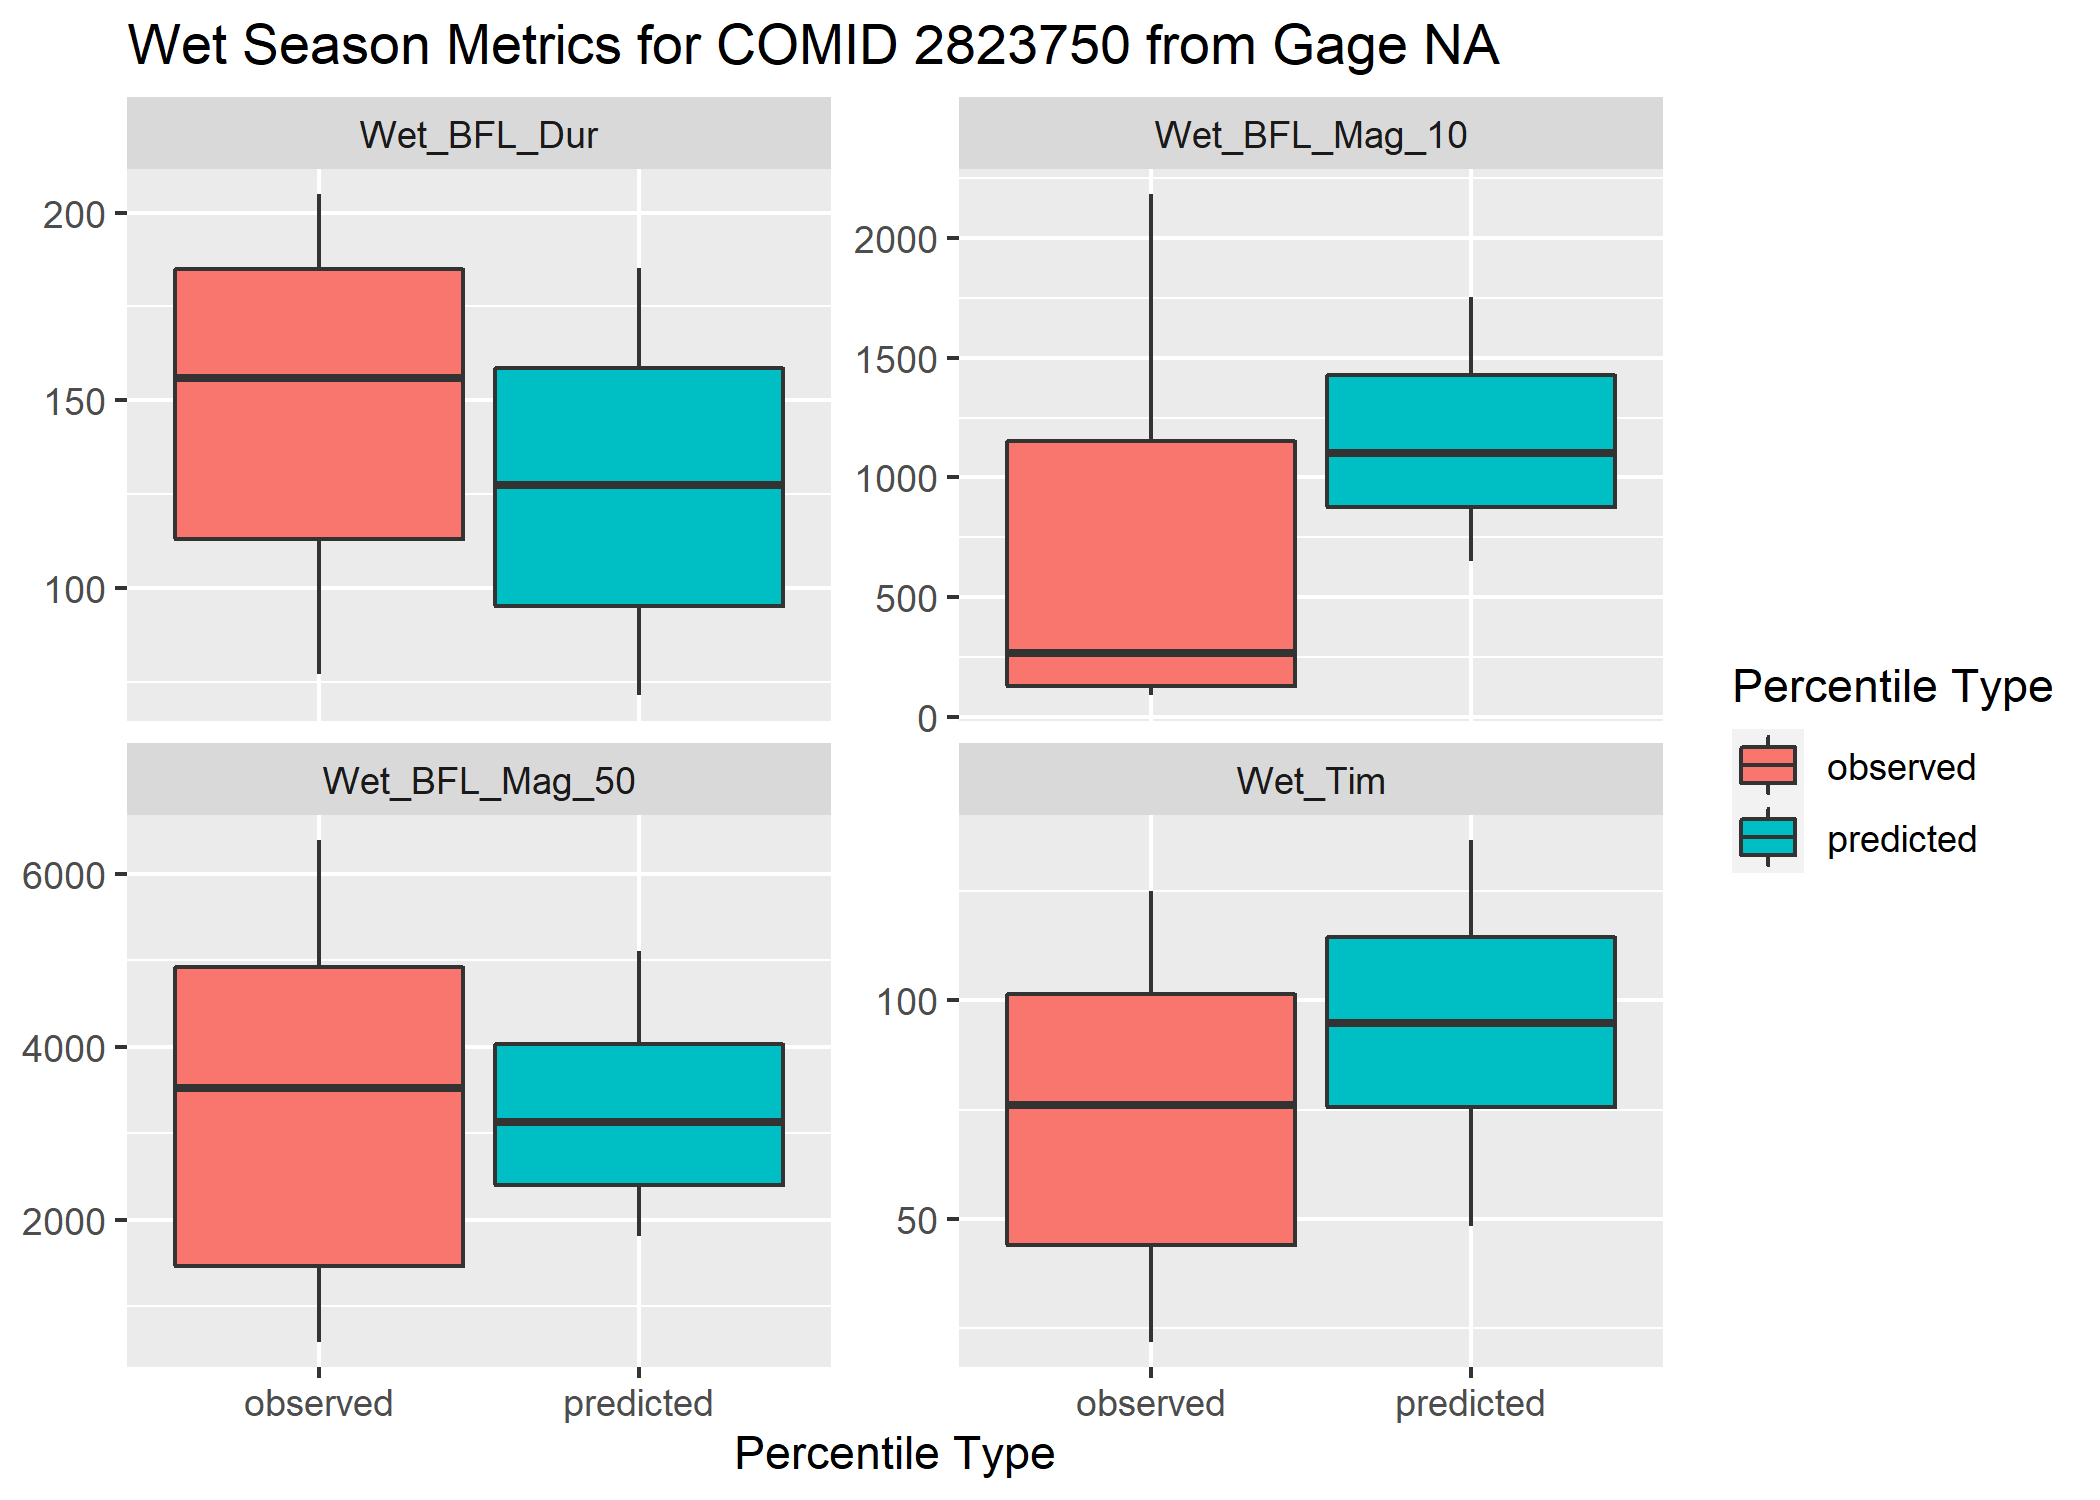 Wet Season Metrics for COMID 2823750 from Gage NA
Wet_BFL_Dur
200
150
100
Wet_BFL_Mag_10
2000
1500
1000
500
0
Wet_BFL_Mag_50
6000
4000
2000
observed predicted
Wet_Tim
100
50
observed predicted
Percentile Type
Percentile Type
observed
predicted